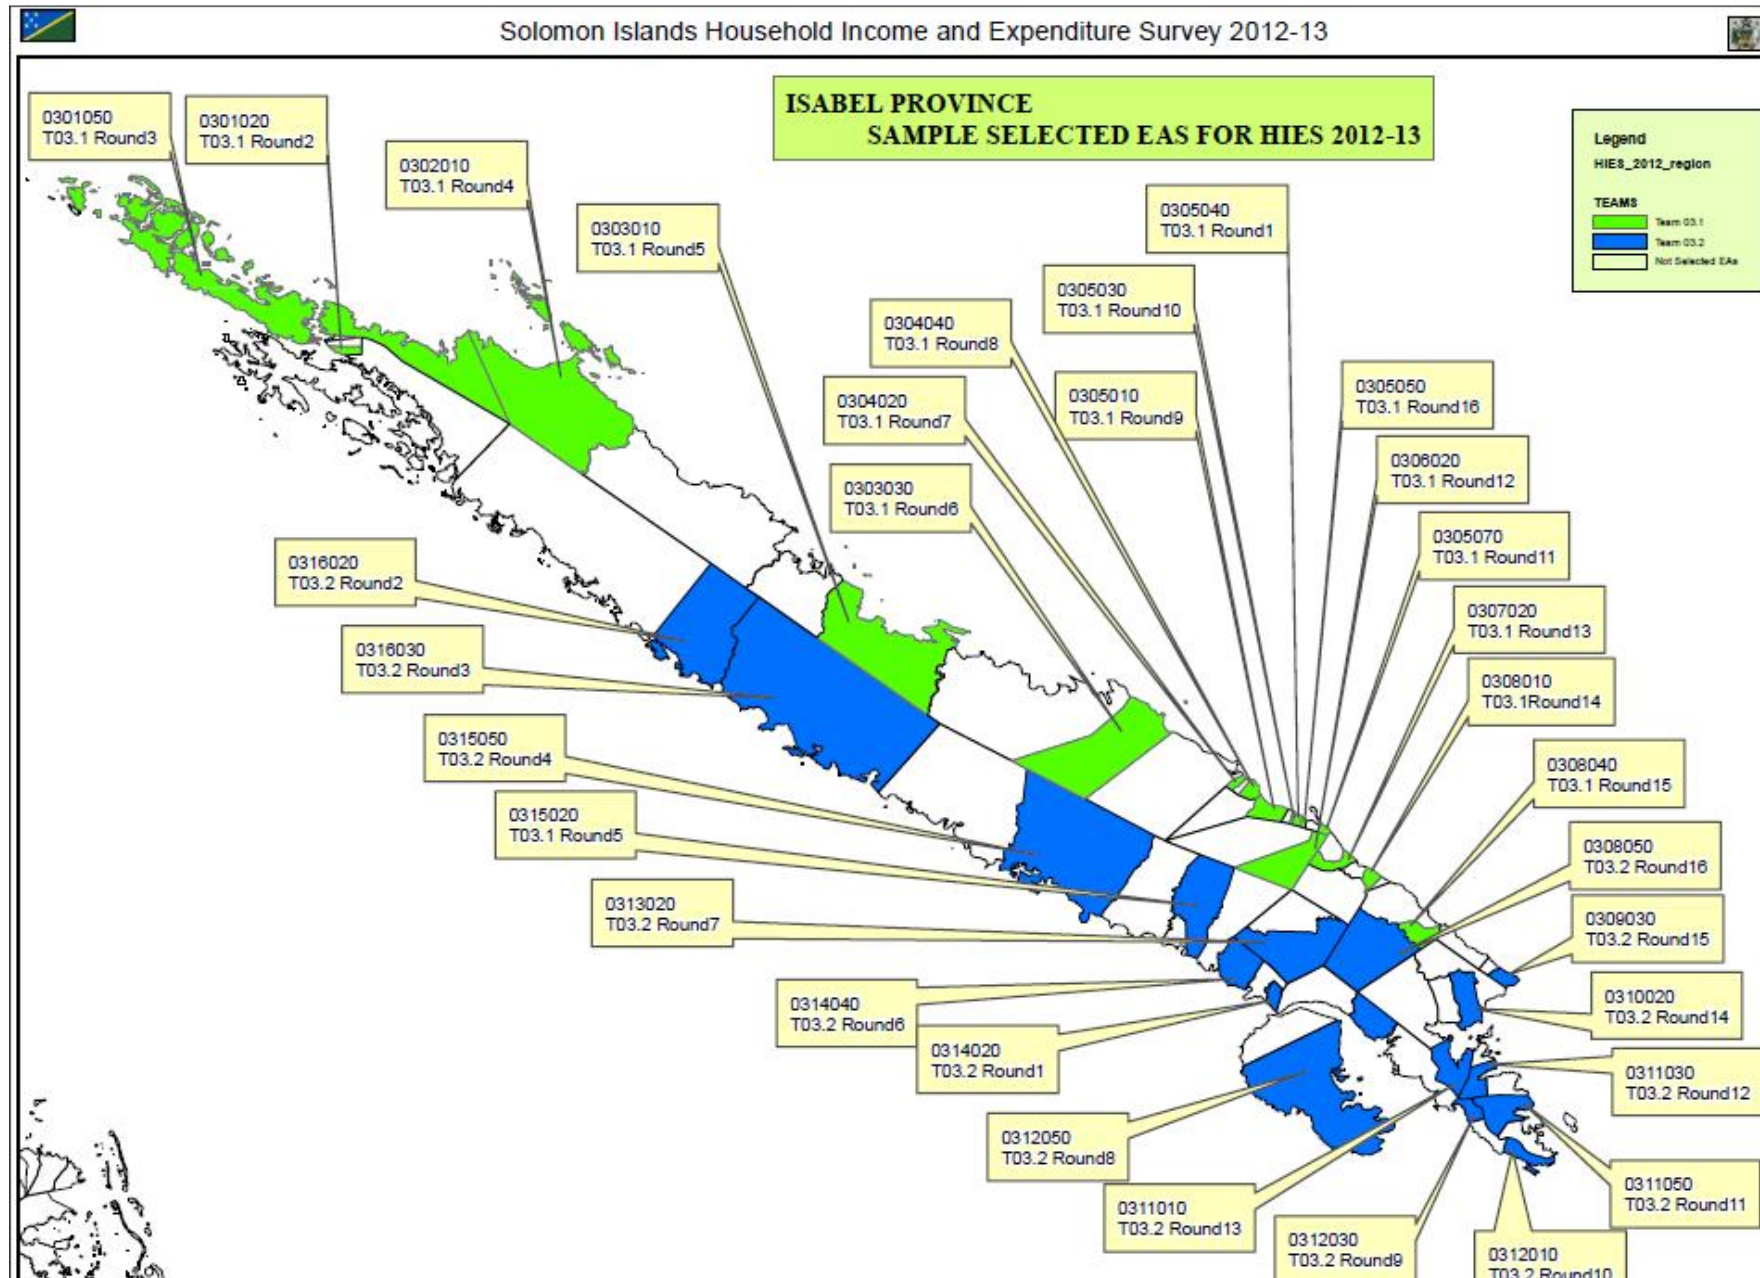 Solomon Islands Household Income and Expenditure Survey 2012-13
ISABEL PROVINCE
SAMPLE SELECTED EAS FOR HIES 2012-13
Legend
HIES_2012_region
TEAMS
Team 03.1
Team 03.2
Not Selected EAs
0301050
T03.1 Round3
0301020
T03.1 Round2
0302010
T03.1 Round4
0303010
T03.1 Round5
0305040
T03.1 Round1
0305030
T03.1 Round10
0304040
T03.1 Round8
0304020
T03.1 Round7
0305010
T03.1 Round9
0305050
T03.1 Round16
0306020
T03.1 Round12
0303030
T03.1 Round6
0305070
T03.1 Round11
0316020
T03.2 Round2
0307020
T03.1 Round13
0316030
T03.2 Round3
0308010
T03.1Round14
0315050
T03.2 Round4
0308040
T03.1 Round15
0315020
T03.1 Round5
0308050
T03.2 Round16
0313020
T03.2 Round7
0309030
T03.2 Round15
0314040
T03.2 Round6
0310020
T03.2 Round14
0314020
T03.2 Round1
0311030
T03.2 Round12
0312050
T03.2 Round8
0311050
T03.2 Round11
0311010
T03.2 Round13
0312030
T03.2 Round9
0312010
T03.2 Round10